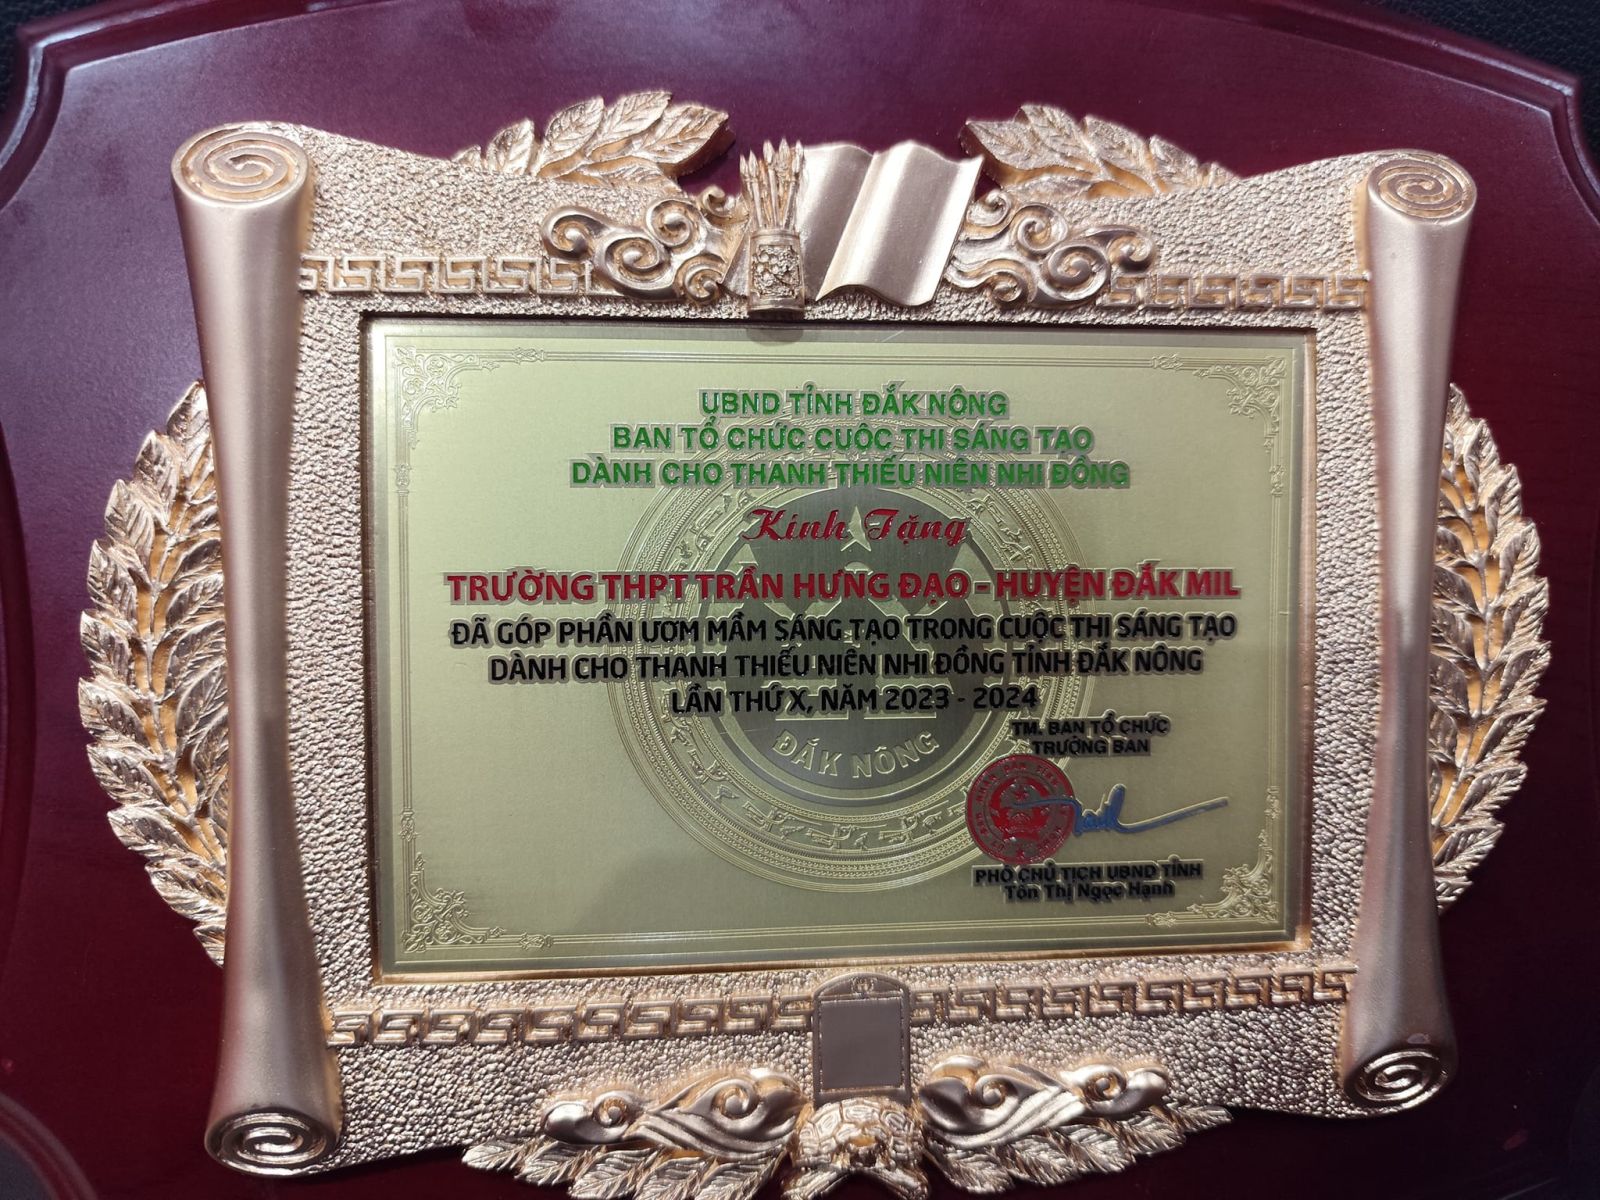 UBND TỈNH ĐẮK NÔNG
BAN TỔ CHỨC CUỘC THI SÁNG TẠO
DÀNH CHO THANH THIẾU NIÊN NHI ĐỒNG
Kính Tặng
TRƯỜNG THPT TRẦN HƯNG ĐẠO - HUYỆN ĐẮK MIL
ĐÃ GÓP PHẦN ƯƠM MẦM SÁNG TẠO TRONG CUỘC THI SÁNG TẠO
DÀNH CHO THANH THIẾU NIÊN NHI ĐỒNG TỈNH ĐẮK NÔNG
LẦN THỨ X, NĂM 2023 - 2024
TM. BAN TỔ CHỨC
TRƯỞNG BAN
ĐẮK NÔNG
PHÓ CHỦ TỊCH UBND TỈNH
Tôn Thị Ngọc Hạnh